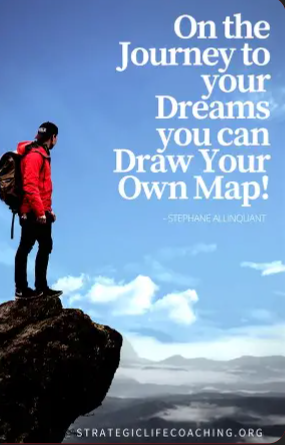 On the
Journey to
your
Dreams
you can
Draw Your
Own Map!
- STEPHANE ALLINQUANT
STRATEGICLIFECOACHING.ORG